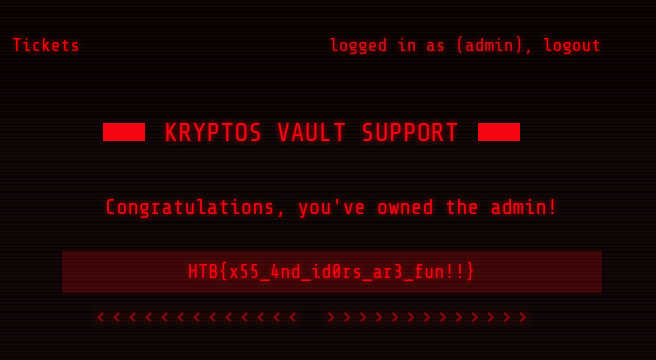 Tickets
logged in as (admin), logout
KRYPTOS VAULT SUPPORT
Congratulations, you've owned the admin!
HTB{x55_4nd_id0rs_ar3_fun!!}
<<<<<<<<<<<<< >>>>>>>>>>>>>